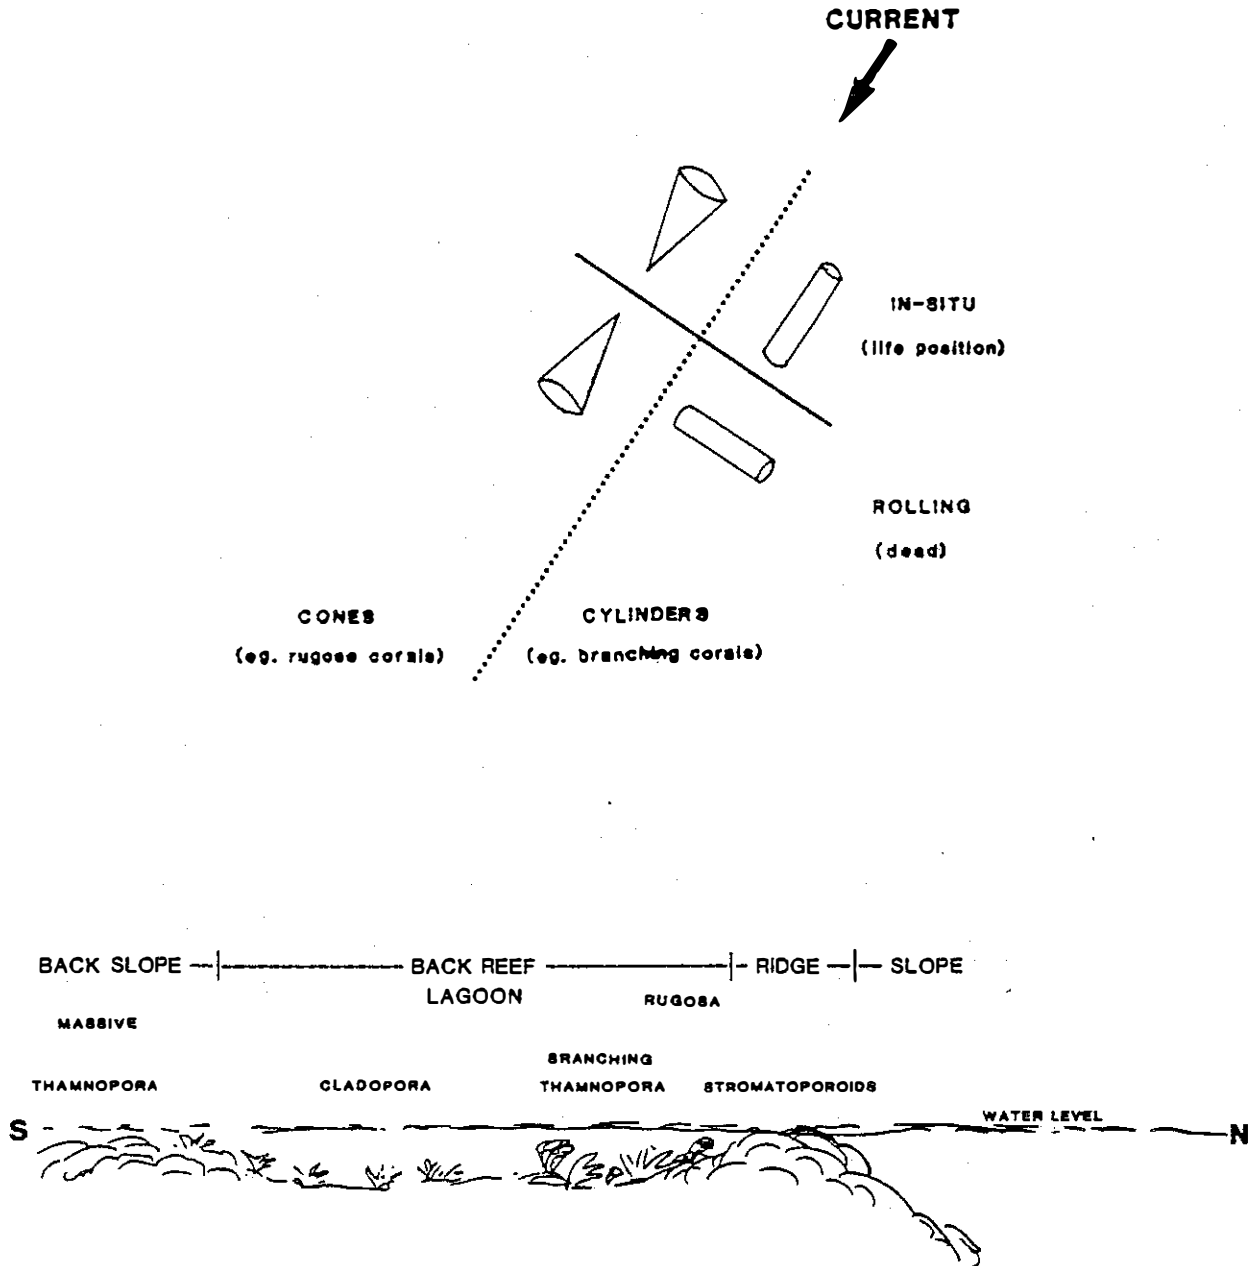 CURRENT
IN-SITU
(life position)
ROLLING
(dead)
CONES
(eg. rugose corals)
CYLINDERS
(eg. branching corals)
BACK SLOPE
BACK REEF
LAGOON
RIDGE
SLOPE
RUGOSA
MASSIVE
THAMNOPORA
CLADOPORA
BRANCHING
THAMNOPORA
STROMATOPOROIDS
WATER LEVEL
S
N